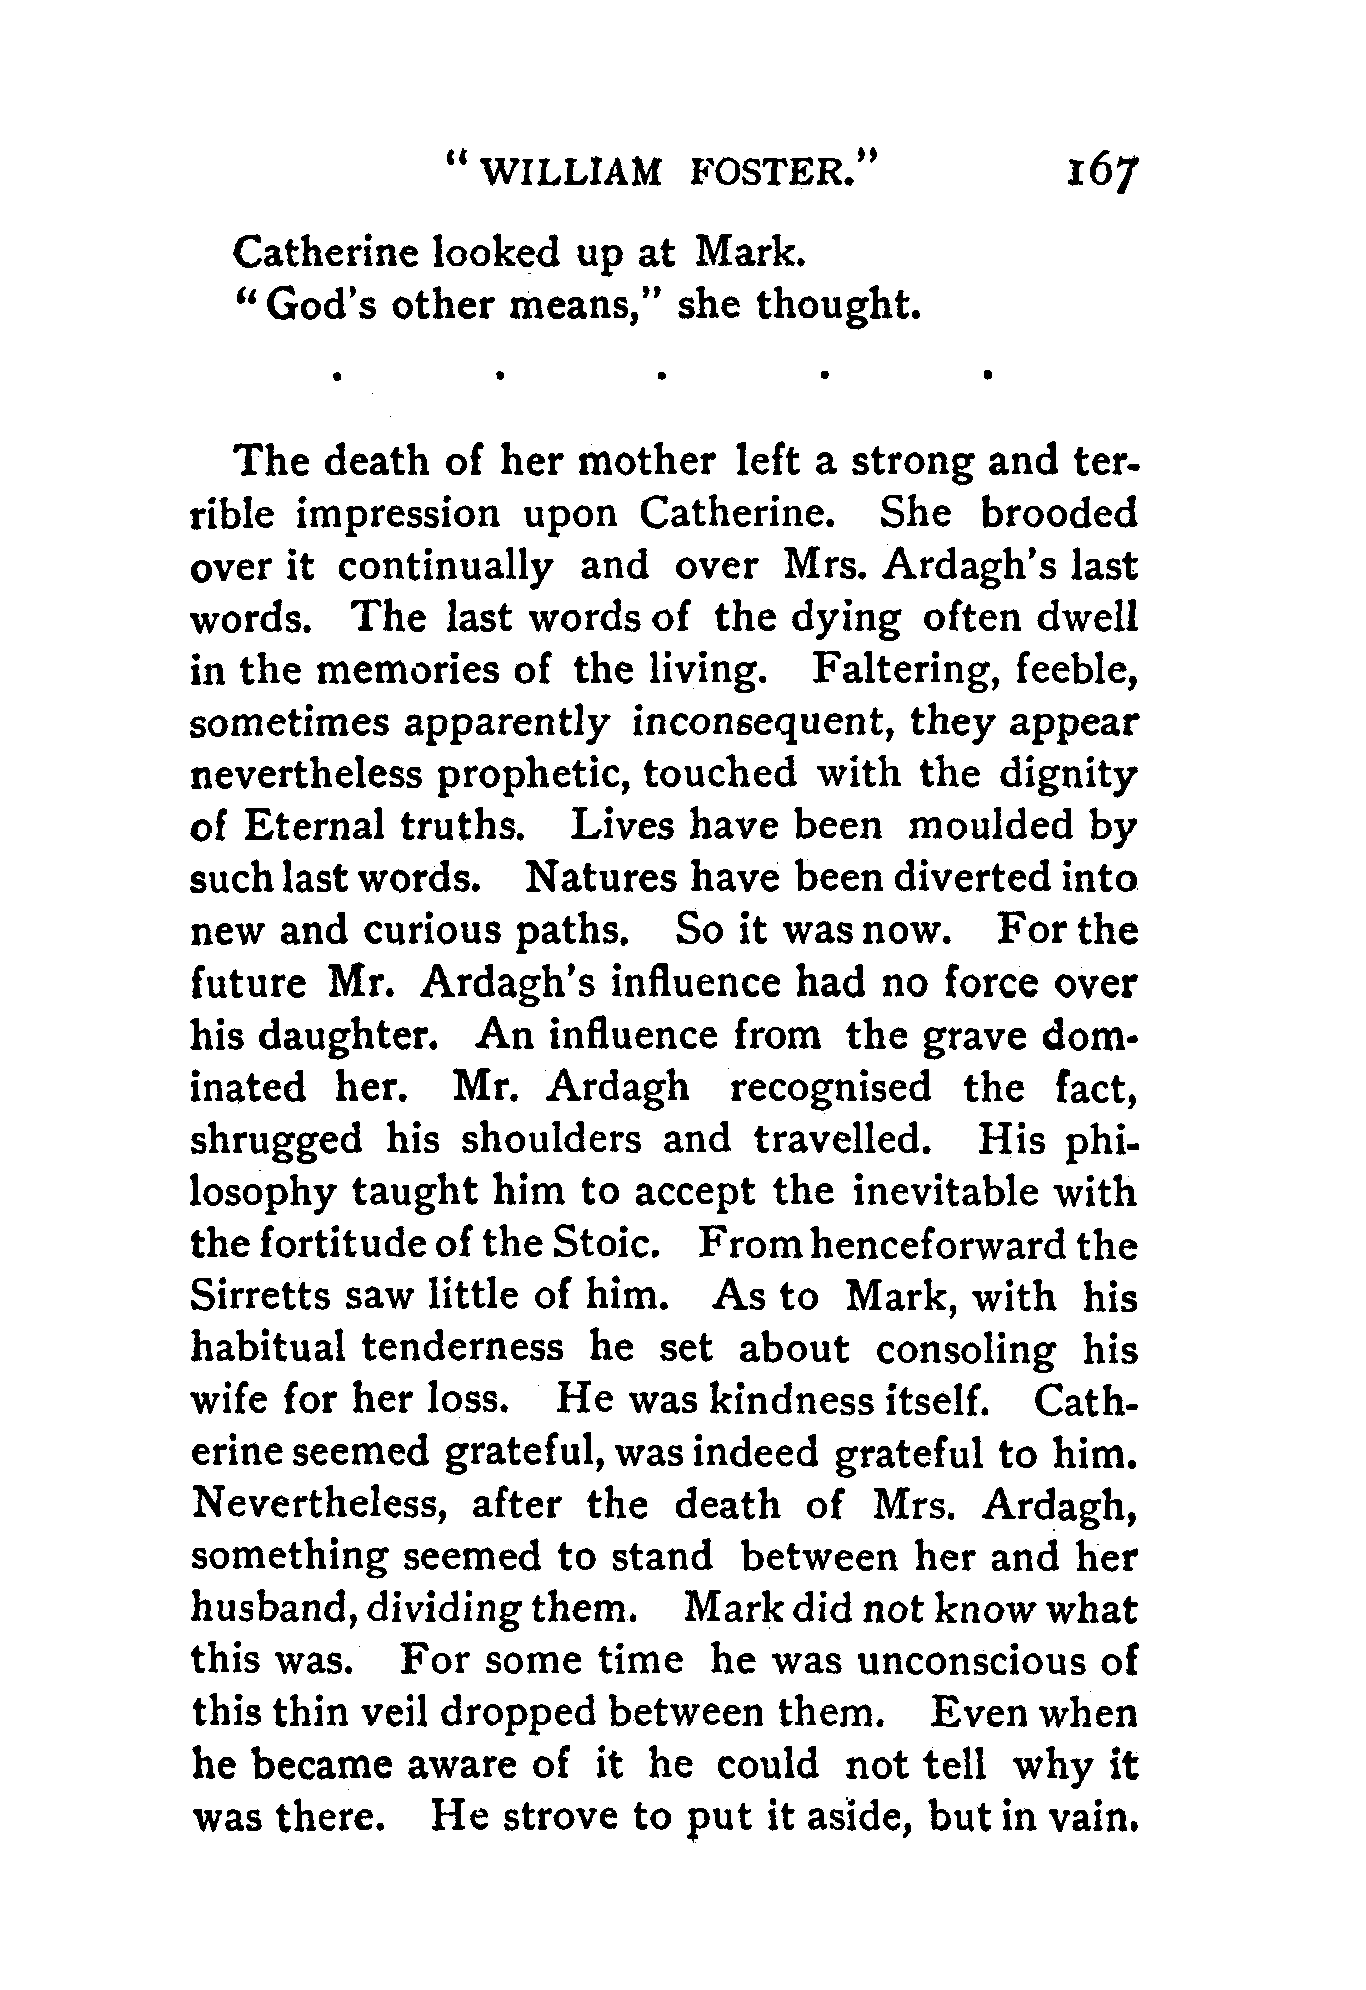 "WILLIAM FOSTER." 167
Catherine looked up at Mark.
"God's other means," she thought.
. . . . .
The death of her mother left a strong and ter-
rible impression upon Catherine. She brooded
over it continually and over Mrs. Ardagh's last
words. The last words of the dying often dwell
in the memories of the living. Faltering, feeble,
sometimes apparently inconsequent, they appear
nevertheless prophetic, touched with the dignity
of Eternal truths. Lives have been moulded by
such last words. Natures have been diverted into
new and curious paths. So it was now. For the
future Mr. Ardagh's influence had no force over
his daughter. An influence from the grave dom-
inated her. Mr. Ardagh recognised the fact,
shrugged his shoulders and travelled. His phi-
losophy taught him to accept the inevitable with
the fortitude of the Stoic. From henceforward the
Sirretts saw little of him. As to Mark, with his
habitual tenderness he set about consoling his
wife for her loss. He was kindness itself. Cath-
erine seemed grateful, was indeed grateful to him.
Nevertheless, after the death of Mrs. Ardagh,
something seemed to stand between her and her
husband, dividing them. Mark did not know what
this was. For some time he was unconscious of
this thin veil dropped between them. Even when
he became aware of it he could not tell why it
was there. He strove to put it aside, but in vain.